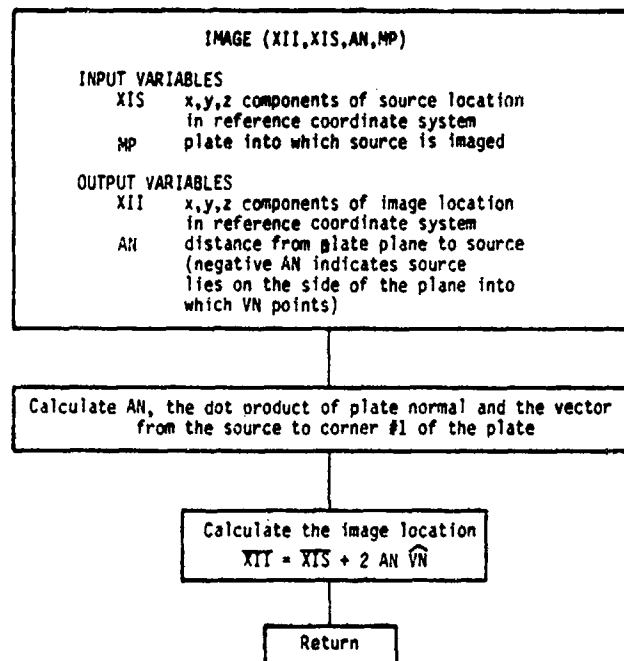 IMAGE (XII,XIS,AN,MP)
INPUT VARIABLES
XIS x,y,z components of source location
in reference coordinate system
MP plate into which source is imaged
OUTPUT VARIABLES
XII x,y,z components of image location
in reference coordinate system
AN distance from plate plane to source
(negative AN indicates source
lies on the side of the plane into
which VN points)
Calculate AN, the dot product of plate normal and the vector
from the source to corner #1 of the plate
Calculate the image location
X̅I̅I̅ = X̅I̅S̅ + 2 AN V̂N
Return